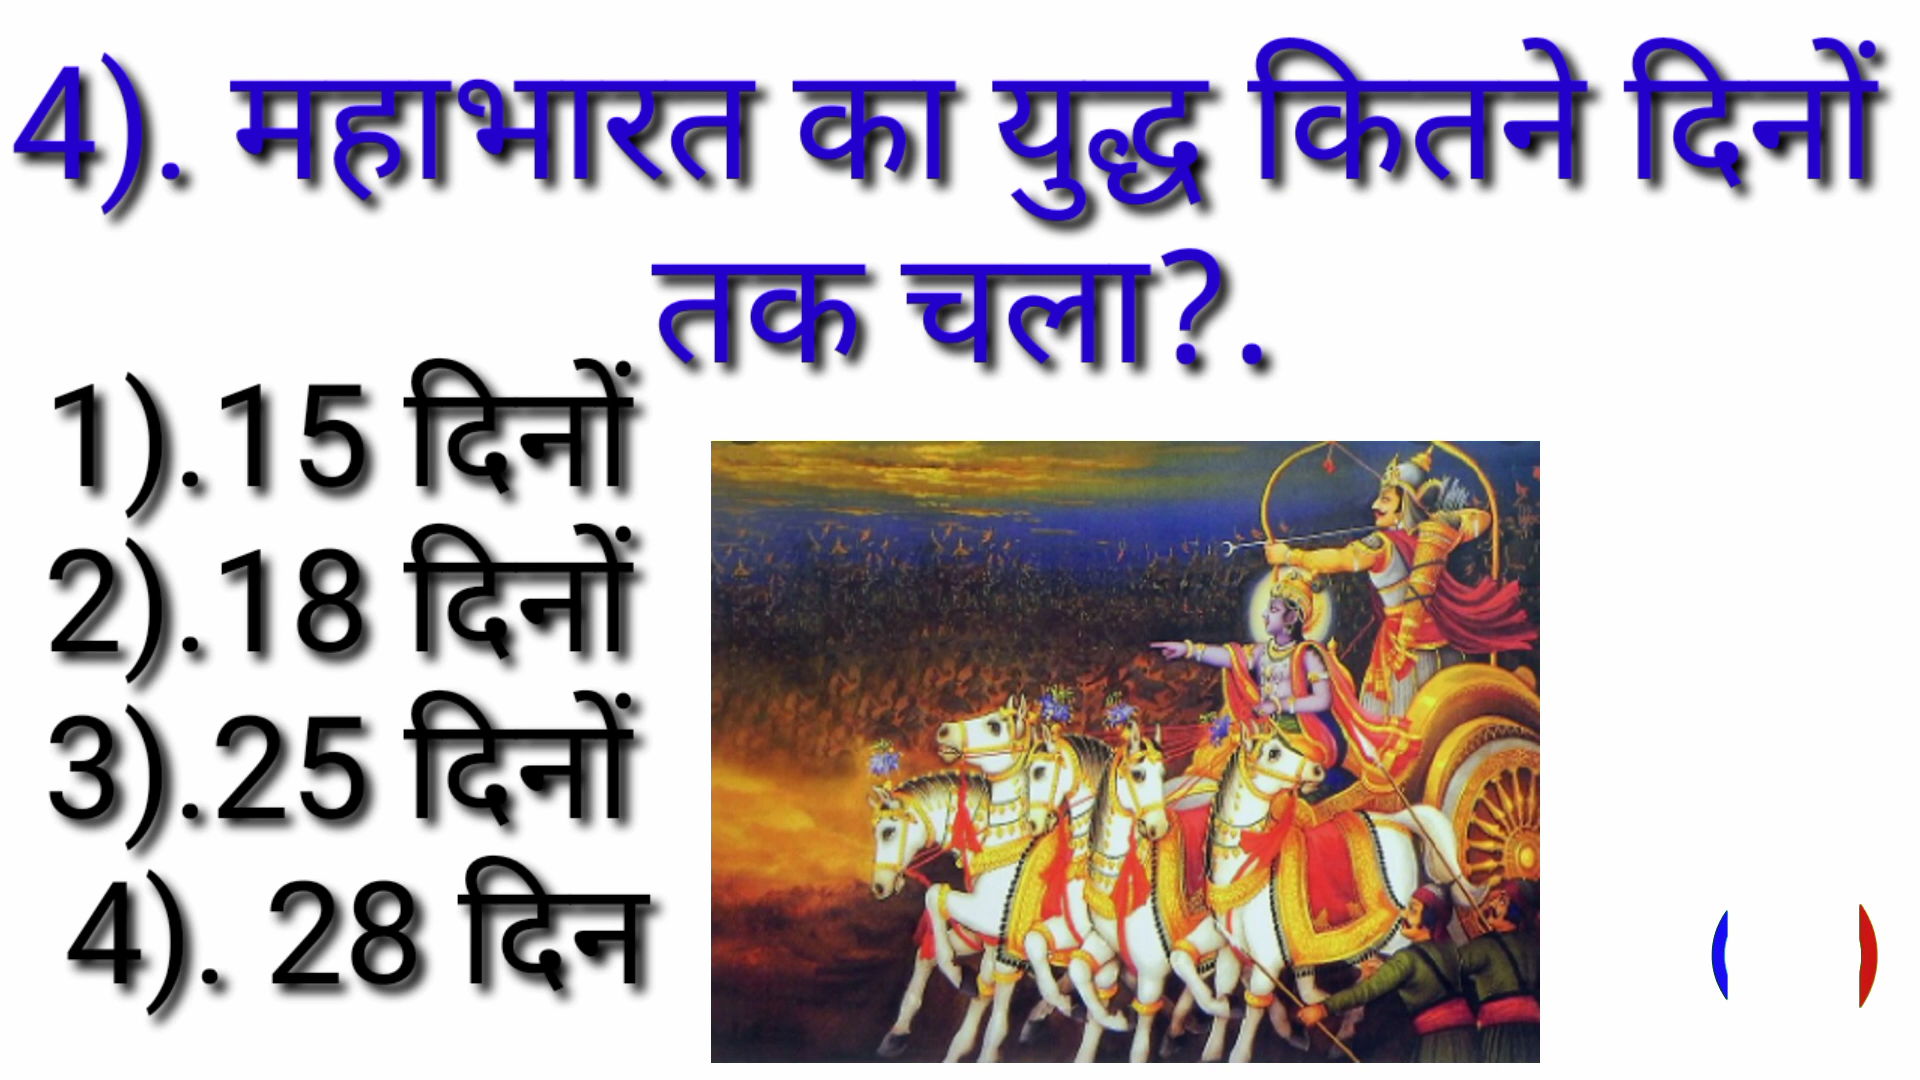 4). महाभारत का युद्ध कितने दिनों
तक चला?.
1).15 दिनों
2).18 दिनों
3).25 दिनों
4). 28 दिन